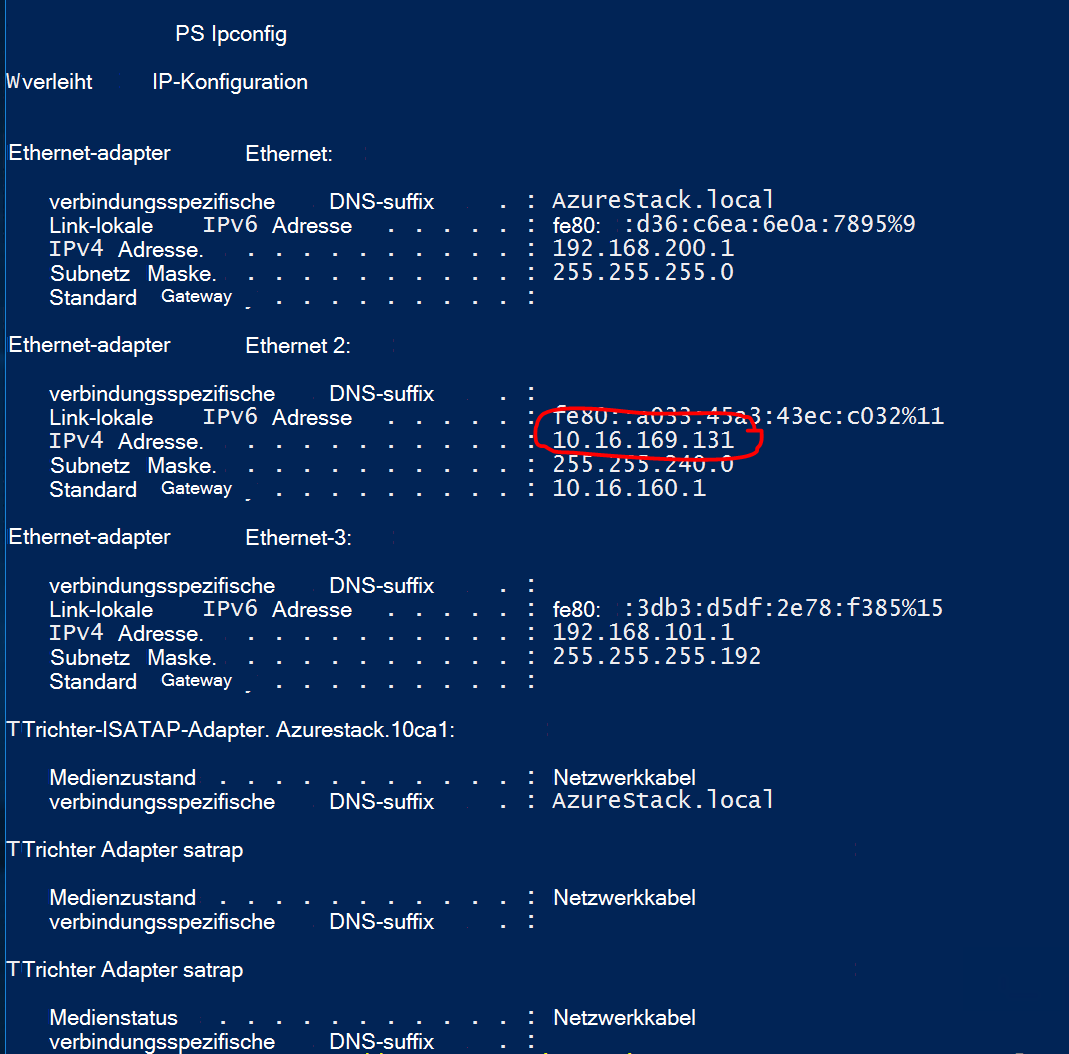 PS Ipconfig
Wverleiht IP-Konfiguration
Ethernet-adapter Ethernet:
verbindungsspezifische DNS-suffix . : AzureStack.local
Link-lokale IPv6 Adresse . . . . . : fe80: :d36:c6ea:6e0a:7895%9
IPv4 Adresse. . . . . . . . . . . : 192.168.200.1
Subnetz Maske. . . . . . . . . . . : 255.255.255.0
Standard Gateway . . . . . . . . . . :
Ethernet-adapter Ethernet 2:
verbindungsspezifische DNS-suffix . :
Link-lokale IPv6 Adresse . . . . . : fe80::a033:45a3:43ec:c032%11
IPv4 Adresse. . . . . . . . . . . : 10.16.169.131
Subnetz Maske. . . . . . . . . . . : 255.255.240.0
Standard Gateway . . . . . . . . . . : 10.16.160.1
Ethernet-adapter Ethernet-3:
verbindungsspezifische DNS-suffix . :
Link-lokale IPv6 Adresse . . . . . : fe80: :3db3:d5df:2e78:f385%15
IPv4 Adresse. . . . . . . . . . . : 192.168.101.1
Subnetz Maske. . . . . . . . . . . : 255.255.255.192
Standard Gateway . . . . . . . . . . :
TTrichter-ISATAP-Adapter. Azurestack.10ca1:
Medienzustand . . . . . . . . . . . : Netzwerkkabel
verbindungsspezifische DNS-suffix . : AzureStack.local
TTrichter Adapter satrap
Medienzustand . . . . . . . . . . . : Netzwerkkabel
verbindungsspezifische DNS-suffix . :
TTrichter Adapter satrap
Medienstatus . . . . . . . . . . . : Netzwerkkabel
verbindungsspezifische DNS-suffix . :